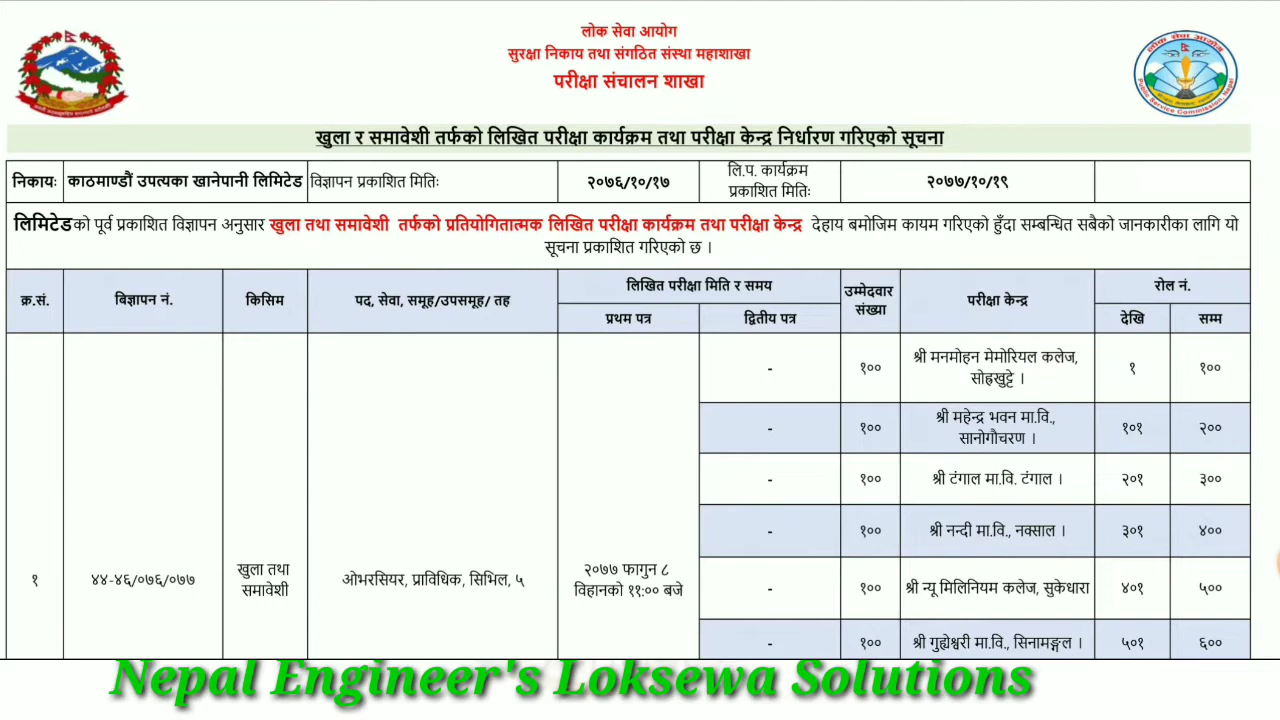 लोक सेवा आयोग
सुरक्षा निकाय तथा संगठित संस्था महाशाखा
परीक्षा संचालन शाखा
लोक सेवा आयोग
Public Service Commission, Nepal
खुला र समावेशी तर्फको लिखित परीक्षा कार्यक्रम तथा परीक्षा केन्द्र निर्धारण गरिएको सूचना
निकायः काठमाण्डौं उपत्यका खानेपानी लिमिटेड विज्ञापन प्रकाशित मितिः २०७६/१०/१७ लि.प. कार्यक्रम प्रकाशित मितिः २०७७/१०/१९
लिमिटेडको पूर्व प्रकाशित विज्ञापन अनुसार खुला तथा समावेशी तर्फको प्रतियोगितात्मक लिखित परीक्षा कार्यक्रम तथा परीक्षा केन्द्र देहाय बमोजिम कायम गरिएको हुँदा सम्बन्धित सबैको जानकारीका लागि यो
सूचना प्रकाशित गरिएको छ ।
क्र.सं. विज्ञापन नं. किसिम पद, सेवा, समूह/उपसमूह/ तह लिखित परीक्षा मिति र समय उम्मेदवार संख्या परीक्षा केन्द्र रोल नं.
प्रथम पत्र द्वितीय पत्र देखि सम्म
- १०० श्री मनमोहन मेमोरियल कलेज, सोह्रखुट्टे । १ १००
- १०० श्री महेन्द्र भवन मा.वि., सानोगौचरण । १०१ २००
- १०० श्री टंगाल मा.वि. टंगाल । २०१ ३००
- १०० श्री नन्दी मा.वि., नक्साल । ३०१ ४००
१ ४४-४६/०७६/०७७ खुला तथा समावेशी ओभरसियर, प्राविधिक, सिभिल, ५ २०७७ फागुन ८ विहानको ११:०० बजे - १०० श्री न्यू मिलिनियम कलेज, सुकेधारा ४०१ ५००
- १०० श्री गुह्येश्वरी मा.वि., सिनामङ्गल । ५०१ ६००
Nepal Engineer's Loksewa Solutions